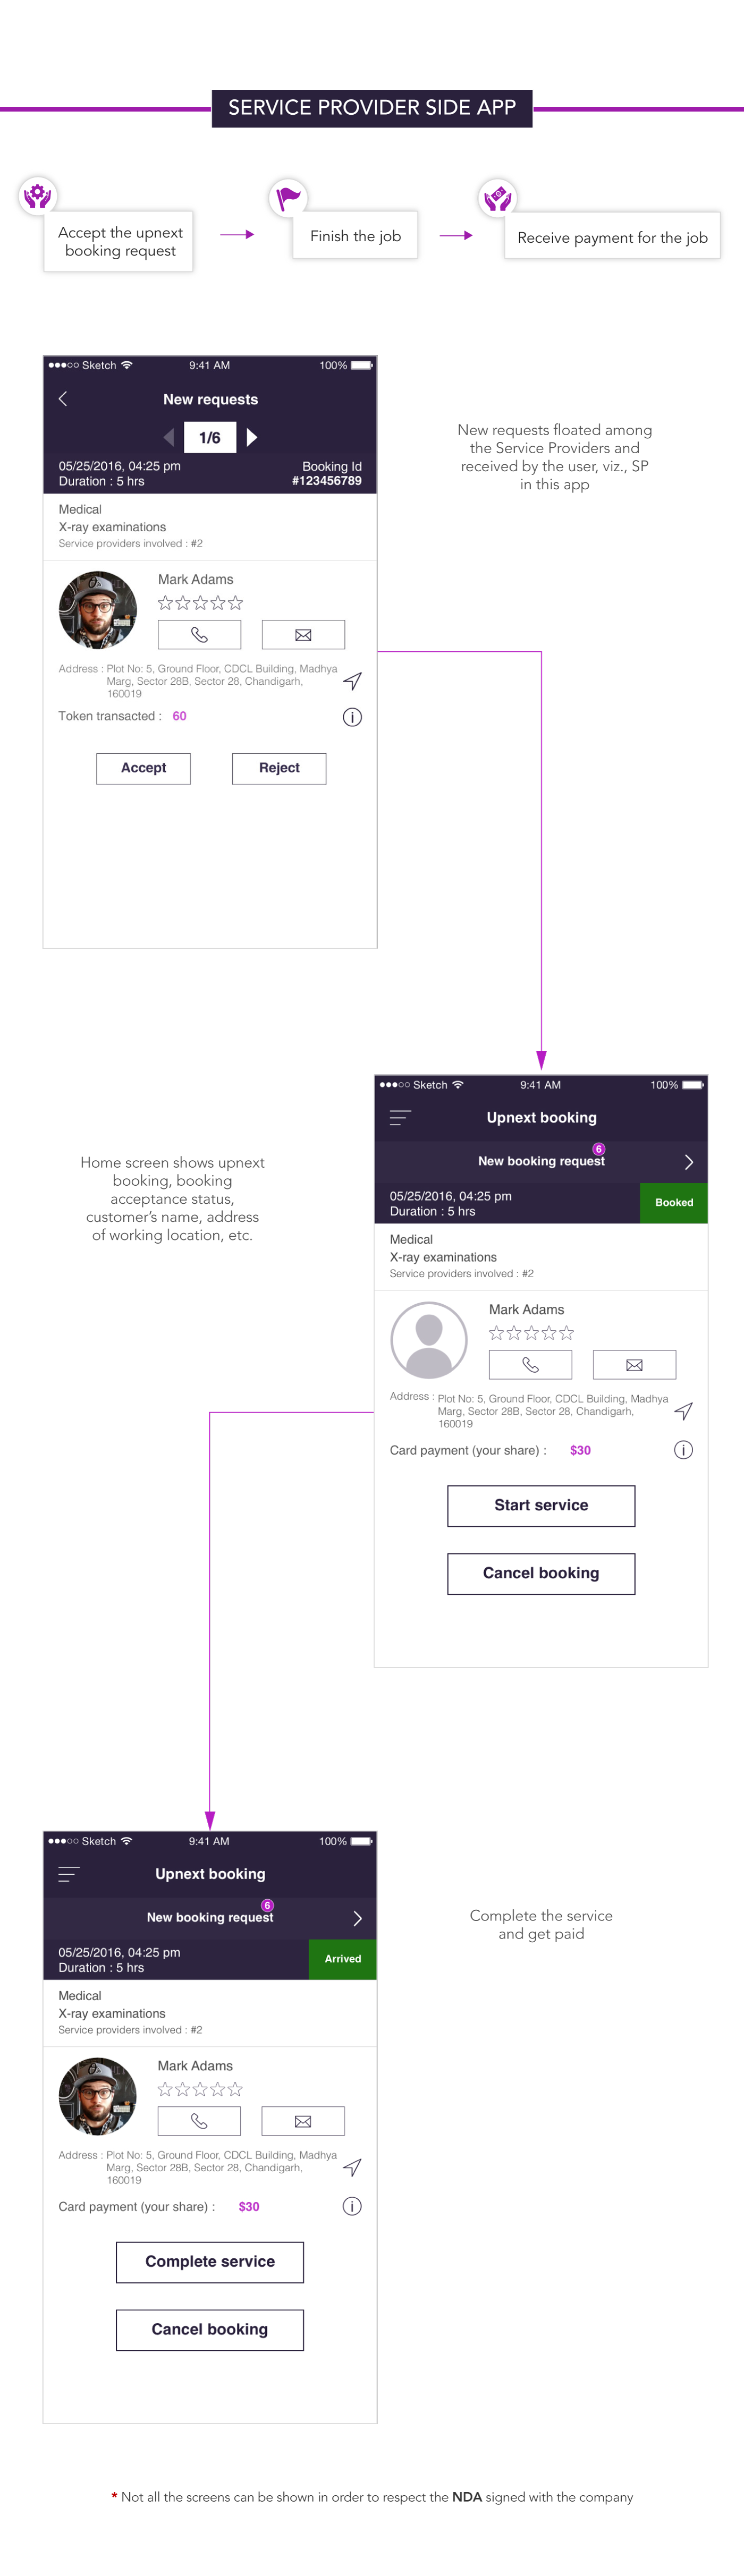 SERVICE PROVIDER SIDE APP
Accept the upnext
booking request
Finish the job
Receive payment for the job
Sketch
9:41 AM
100%
New requests
1/6
05/25/2016, 04:25 pm
Booking Id
Duration : 5 hrs
#123456789
Medical
X-ray examinations
Service providers involved : #2
Mark Adams
Address : Plot No: 5, Ground Floor, CDCL Building, Madhya
Marg, Sector 28B, Sector 28, Chandigarh,
160019
Token transacted : 60
Accept
Reject
New requests floated among
the Service Providers and
received by the user, viz., SP
in this app
Sketch
9:41 AM
100%
Upnext booking
6
New booking request
05/25/2016, 04:25 pm
Duration : 5 hrs
Booked
Medical
X-ray examinations
Service providers involved : #2
Mark Adams
Address : Plot No: 5, Ground Floor, CDCL Building, Madhya
Marg, Sector 28B, Sector 28, Chandigarh,
160019
Card payment (your share) : $30
Start service
Cancel booking
Home screen shows upnext
booking, booking
acceptance status,
customer's name, address
of working location, etc.
Sketch
9:41 AM
100%
Upnext booking
6
New booking request
05/25/2016, 04:25 pm
Duration : 5 hrs
Arrived
Medical
X-ray examinations
Service providers involved : #2
Mark Adams
Address : Plot No: 5, Ground Floor, CDCL Building, Madhya
Marg, Sector 28B, Sector 28, Chandigarh,
160019
Card payment (your share) : $30
Complete service
Cancel booking
Complete the service
and get paid
* Not all the screens can be shown in order to respect the NDA signed with the company